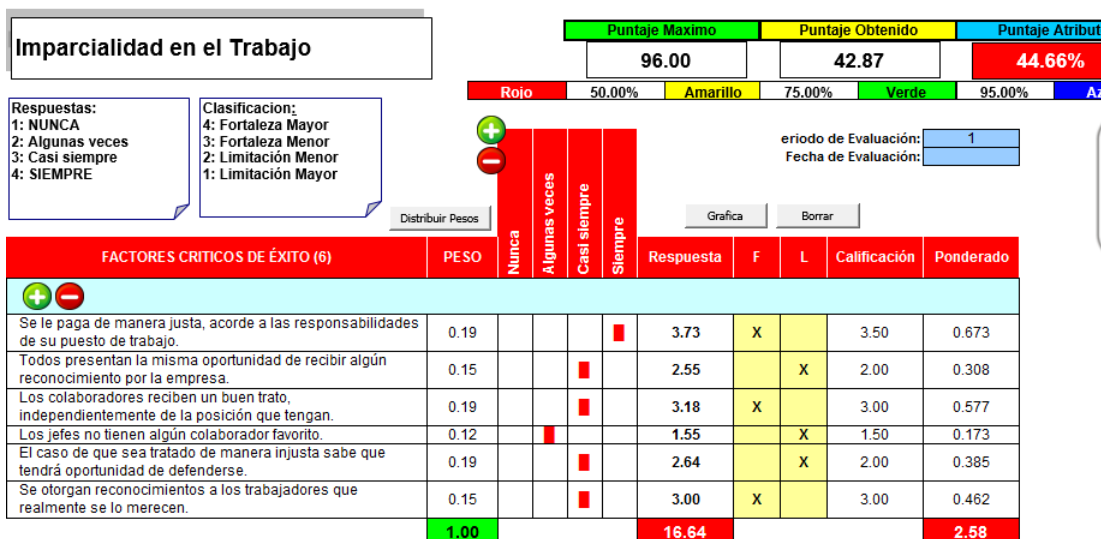 Imparcialidad en el Trabajo
Puntaje Maximo Puntaje Obtenido Puntaje Atribut
96.00 42.87 44.66%
Rojo 50.00% Amarillo 75.00% Verde 95.00% Az
Respuestas:
1: NUNCA
2: Algunas veces
3: Casi siempre
4: SIEMPRE
Clasificacion:
4: Fortaleza Mayor
3: Fortaleza Menor
2: Limitación Menor
1: Limitación Mayor
eriodo de Evaluación: 1
Fecha de Evaluación:
Distribuir Pesos
Grafica
Borrar
FACTORES CRITICOS DE ÉXITO (6) PESO Nunca Algunas veces Casi siempre Siempre Respuesta F L Calificación Ponderado
Se le paga de manera justa, acorde a las responsabilidades
de su puesto de trabajo.
0.19 3.73 X 3.50 0.673
Todos presentan la misma oportunidad de recibir algún
reconocimiento por la empresa.
0.15 2.55 X 2.00 0.308
Los colaboradores reciben un buen trato,
independientemente de la posición que tengan.
0.19 3.18 X 3.00 0.577
Los jefes no tienen algún colaborador favorito. 0.12 1.55 X 1.50 0.173
El caso de que sea tratado de manera injusta sabe que
tendrá oportunidad de defenderse.
0.19 2.64 X 2.00 0.385
Se otorgan reconocimientos a los trabajadores que
realmente se lo merecen.
0.15 3.00 X 3.00 0.462
1.00 16.64 2.58